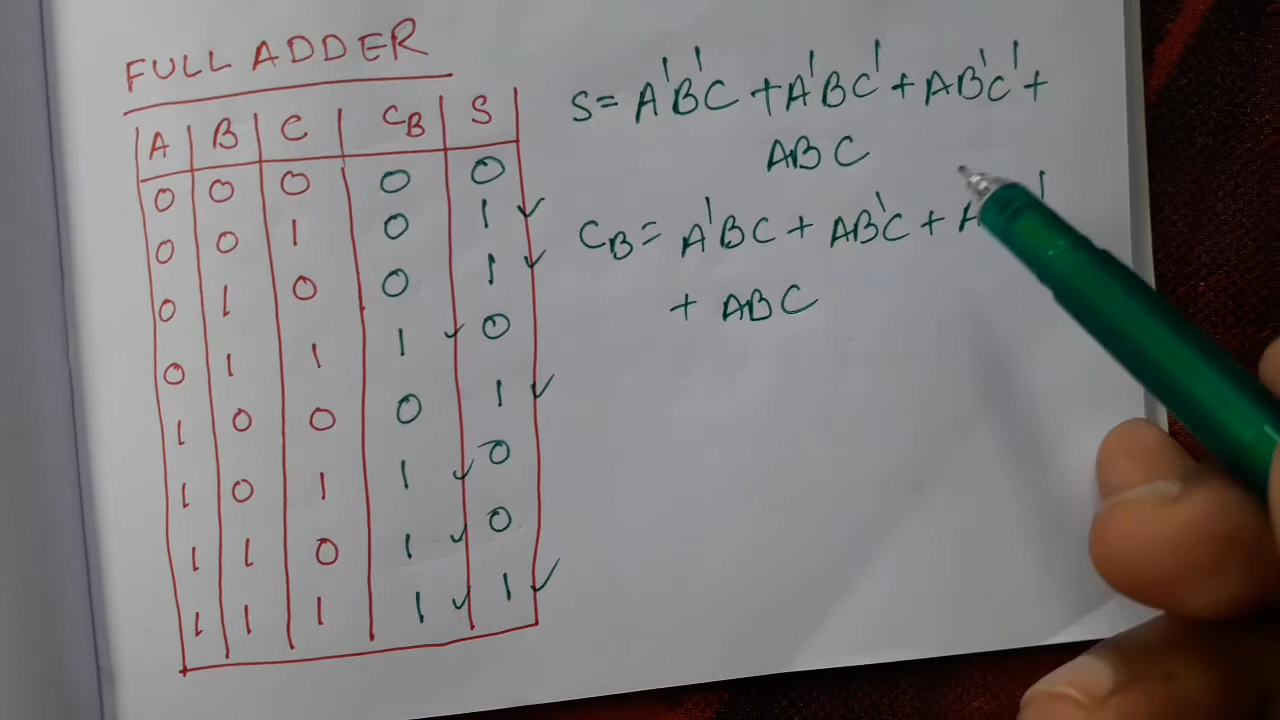 FULL ADDER
A B C CB S
0 0 0 0 0
0 0 1 0 1 ✓
0 1 0 0 1 ✓
0 1 1 1 ✓ 0
1 0 0 0 1 ✓
1 0 1 1 ✓ 0
1 1 0 1 ✓ 0
1 1 1 1 ✓ 1 ✓
S = A'B'C + A'BC' + AB'C' +
ABC
CB = A'BC + AB'C + A
+ ABC